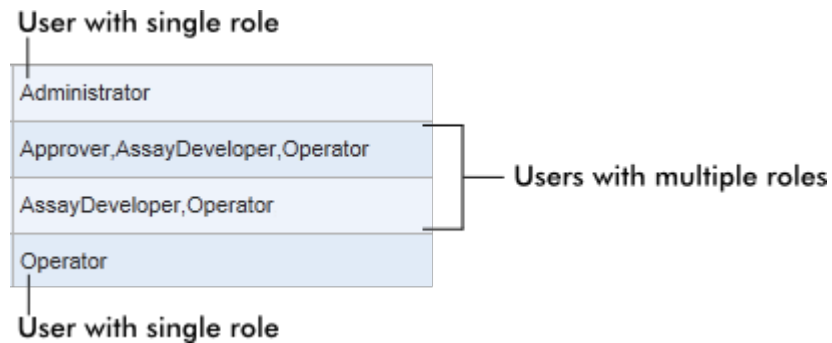 User with single role
Administrator
Approver,AssayDeveloper,Operator
Users with multiple roles
AssayDeveloper,Operator
Operator
User with single role